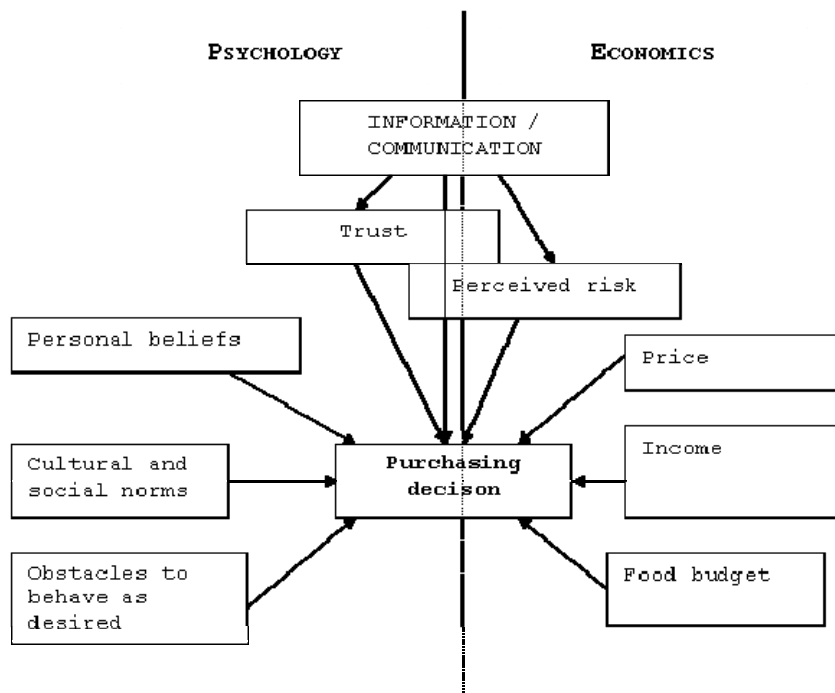 PSYCHOLOGY
ECONOMICS
INFORMATION /
COMMUNICATION
Trust
Perceived risk
Personal beliefs
Price
Cultural and
social norms
Purchasing
decison
Income
Obstacles to
behave as
desired
Food budget